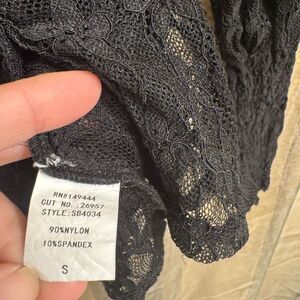 RN#149444
CUT NO.:26957
STYLE:SB4034
90%NYLON
10%SPANDEX
S